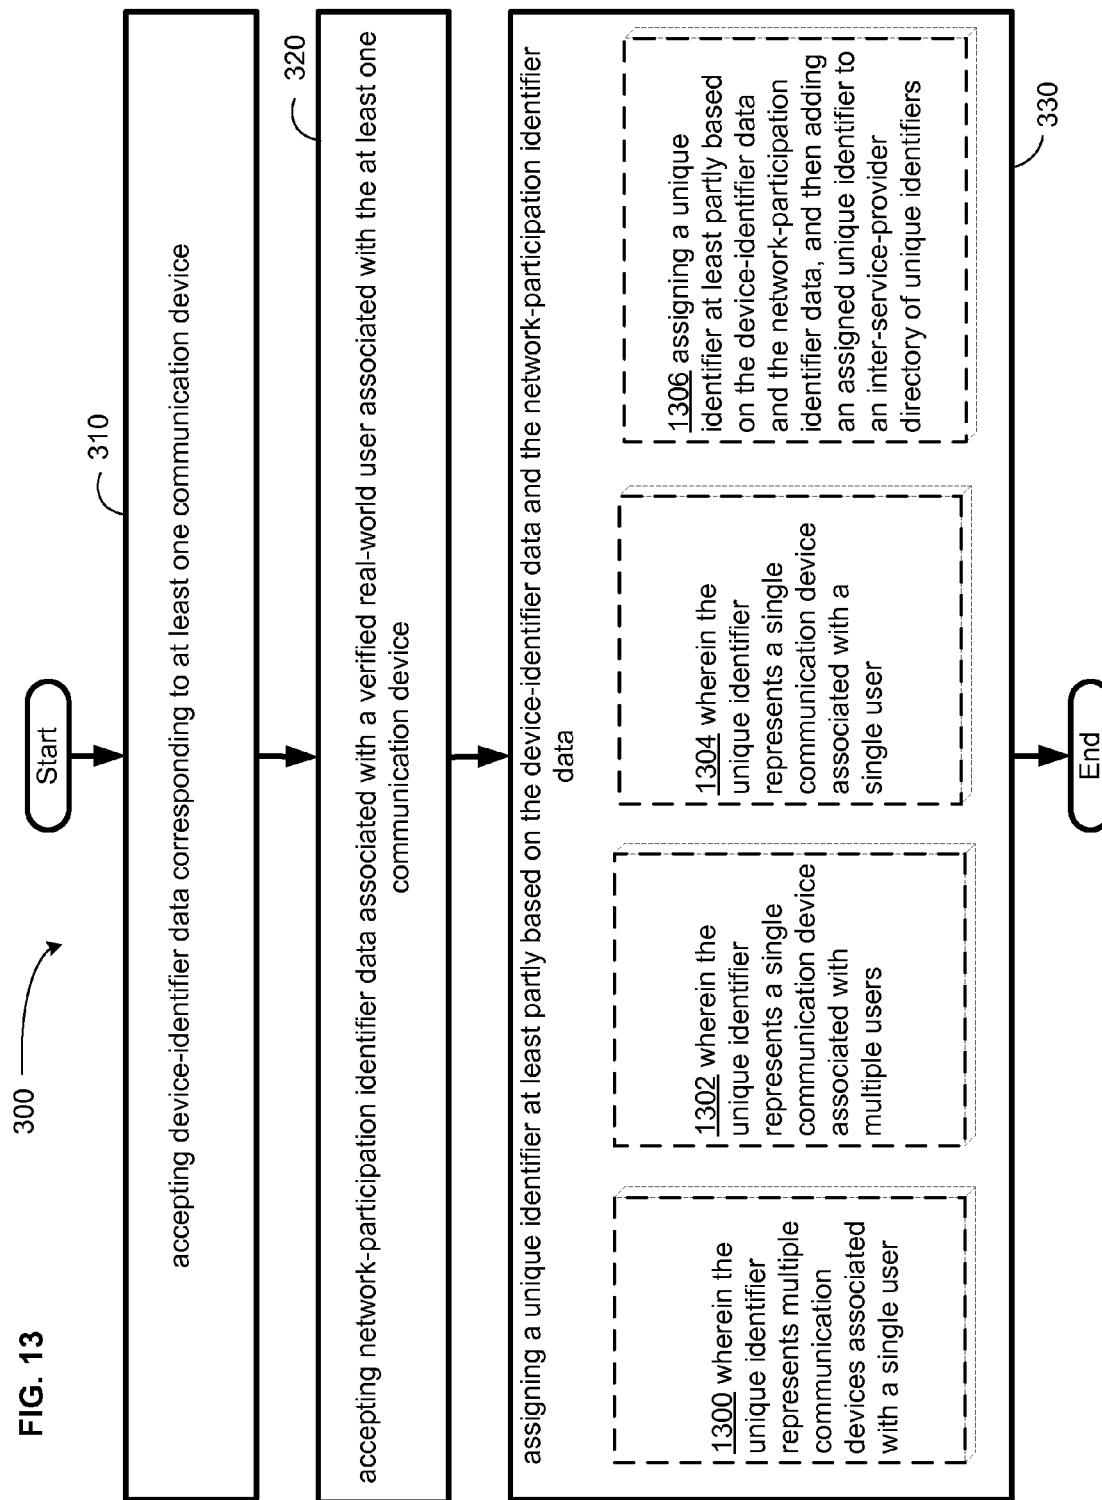 FIG. 13
300
Start
310
accepting device-identifier data corresponding to at least one communication device
320
accepting network-participation identifier data associated with a verified real-world user associated with the at least one
communication device
330
assigning a unique identifier at least partly based on the device-identifier data and the network-participation identifier
data
1300 wherein the
unique identifier
represents multiple
communication
devices associated
with a single user
1302 wherein the
unique identifier
represents a single
communication device
associated with
multiple users
1304 wherein the
unique identifier
represents a single
communication device
associated with a
single user
1306 assigning a unique
identifier at least partly based
on the device-identifier data
and the network-participation
identifier data, and then adding
an assigned unique identifier to
an inter-service-provider
directory of unique identifiers
End